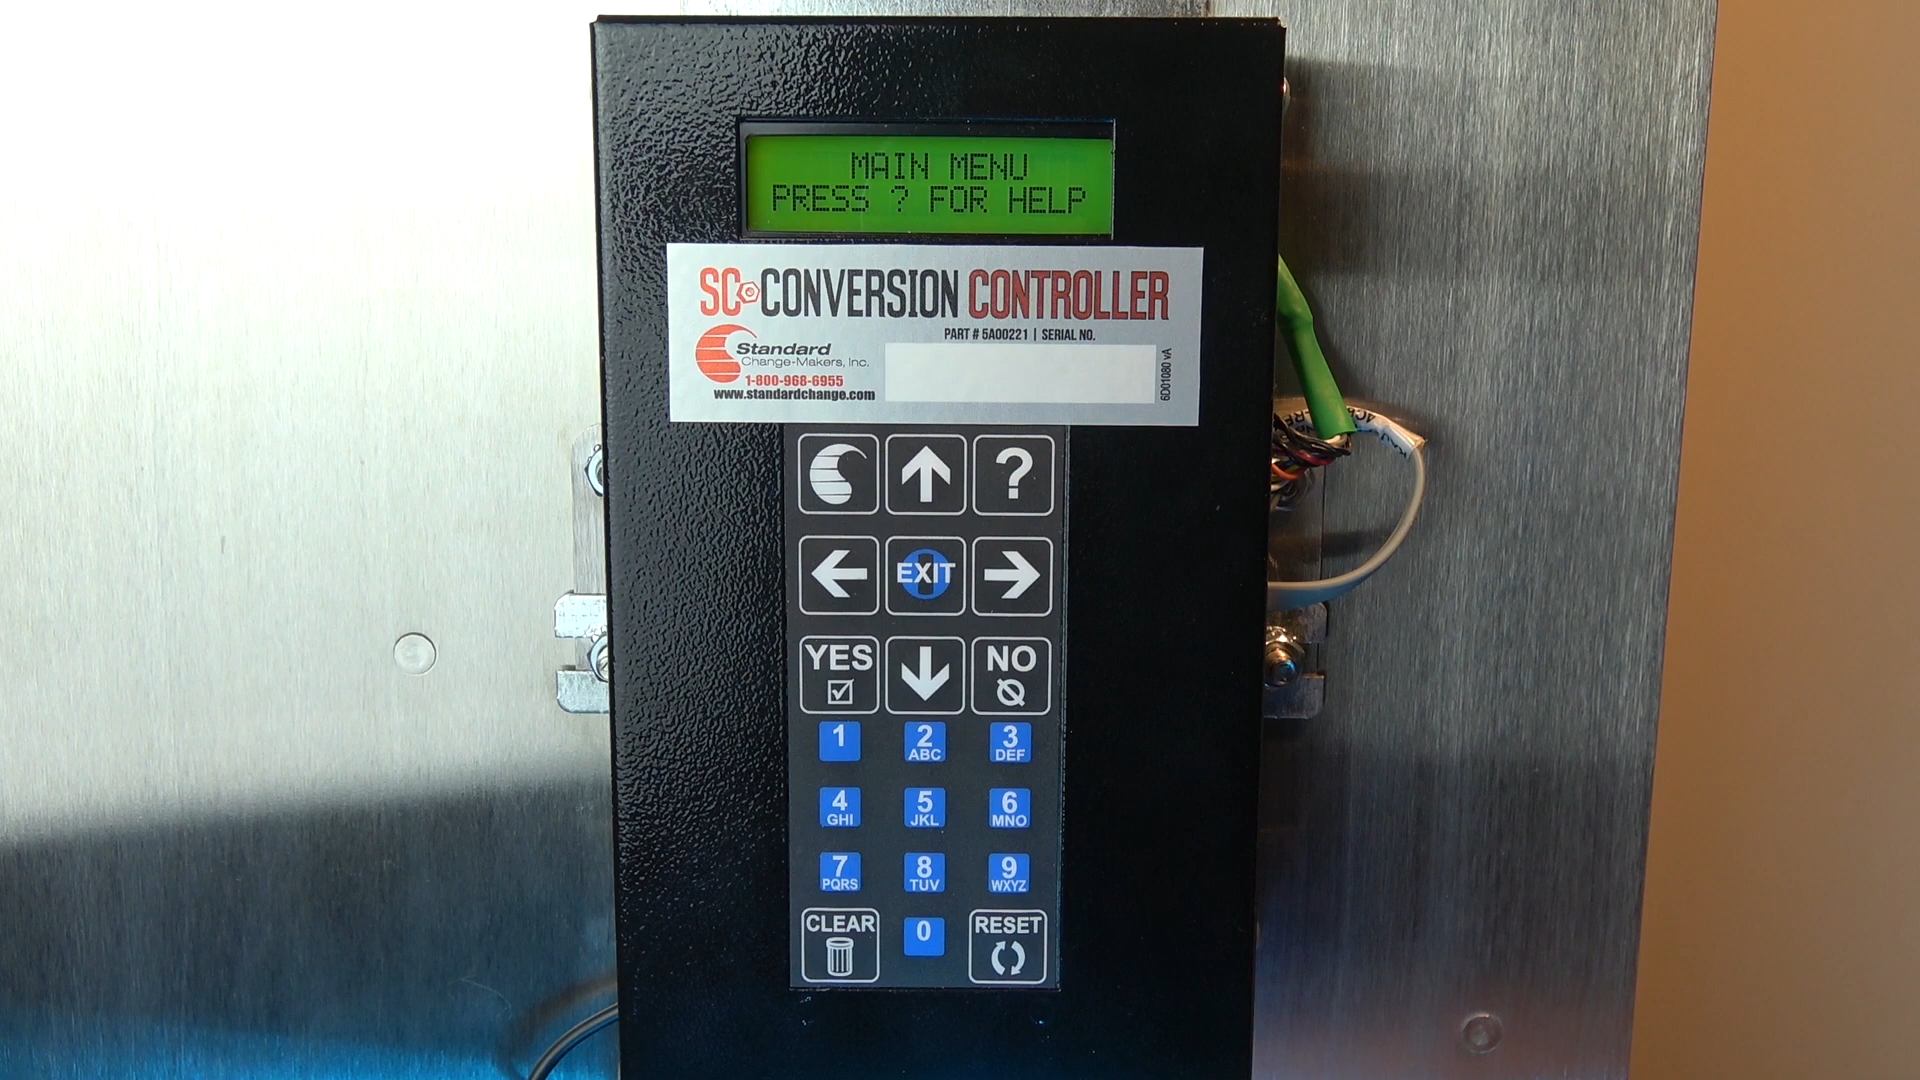 MAIN MENU
PRESS ? FOR HELP
SC CONVERSION CONTROLLER
PART # 5A00221 | SERIAL NO.
Standard
Change-Makers, Inc.
1-800-968-6955
www.standardchange.com
6D01080 vA
?
EXIT
YES
NO
1
2
ABC
3
DEF
4
GHI
5
JKL
6
MNO
7
PQRS
8
TUV
9
WXYZ
CLEAR
0
RESET